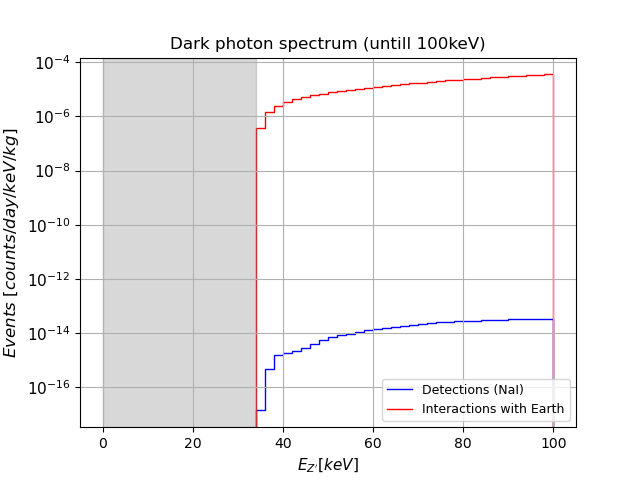 Dark photon spectrum (untill 100keV)
Events [counts/day/keV/kg]
10⁻⁴
10⁻⁶
10⁻⁸
10⁻¹⁰
10⁻¹²
10⁻¹⁴
10⁻¹⁶
Detections (NaI)
Interactions with Earth
0 20 40 60 80 100
E_Z'[keV]